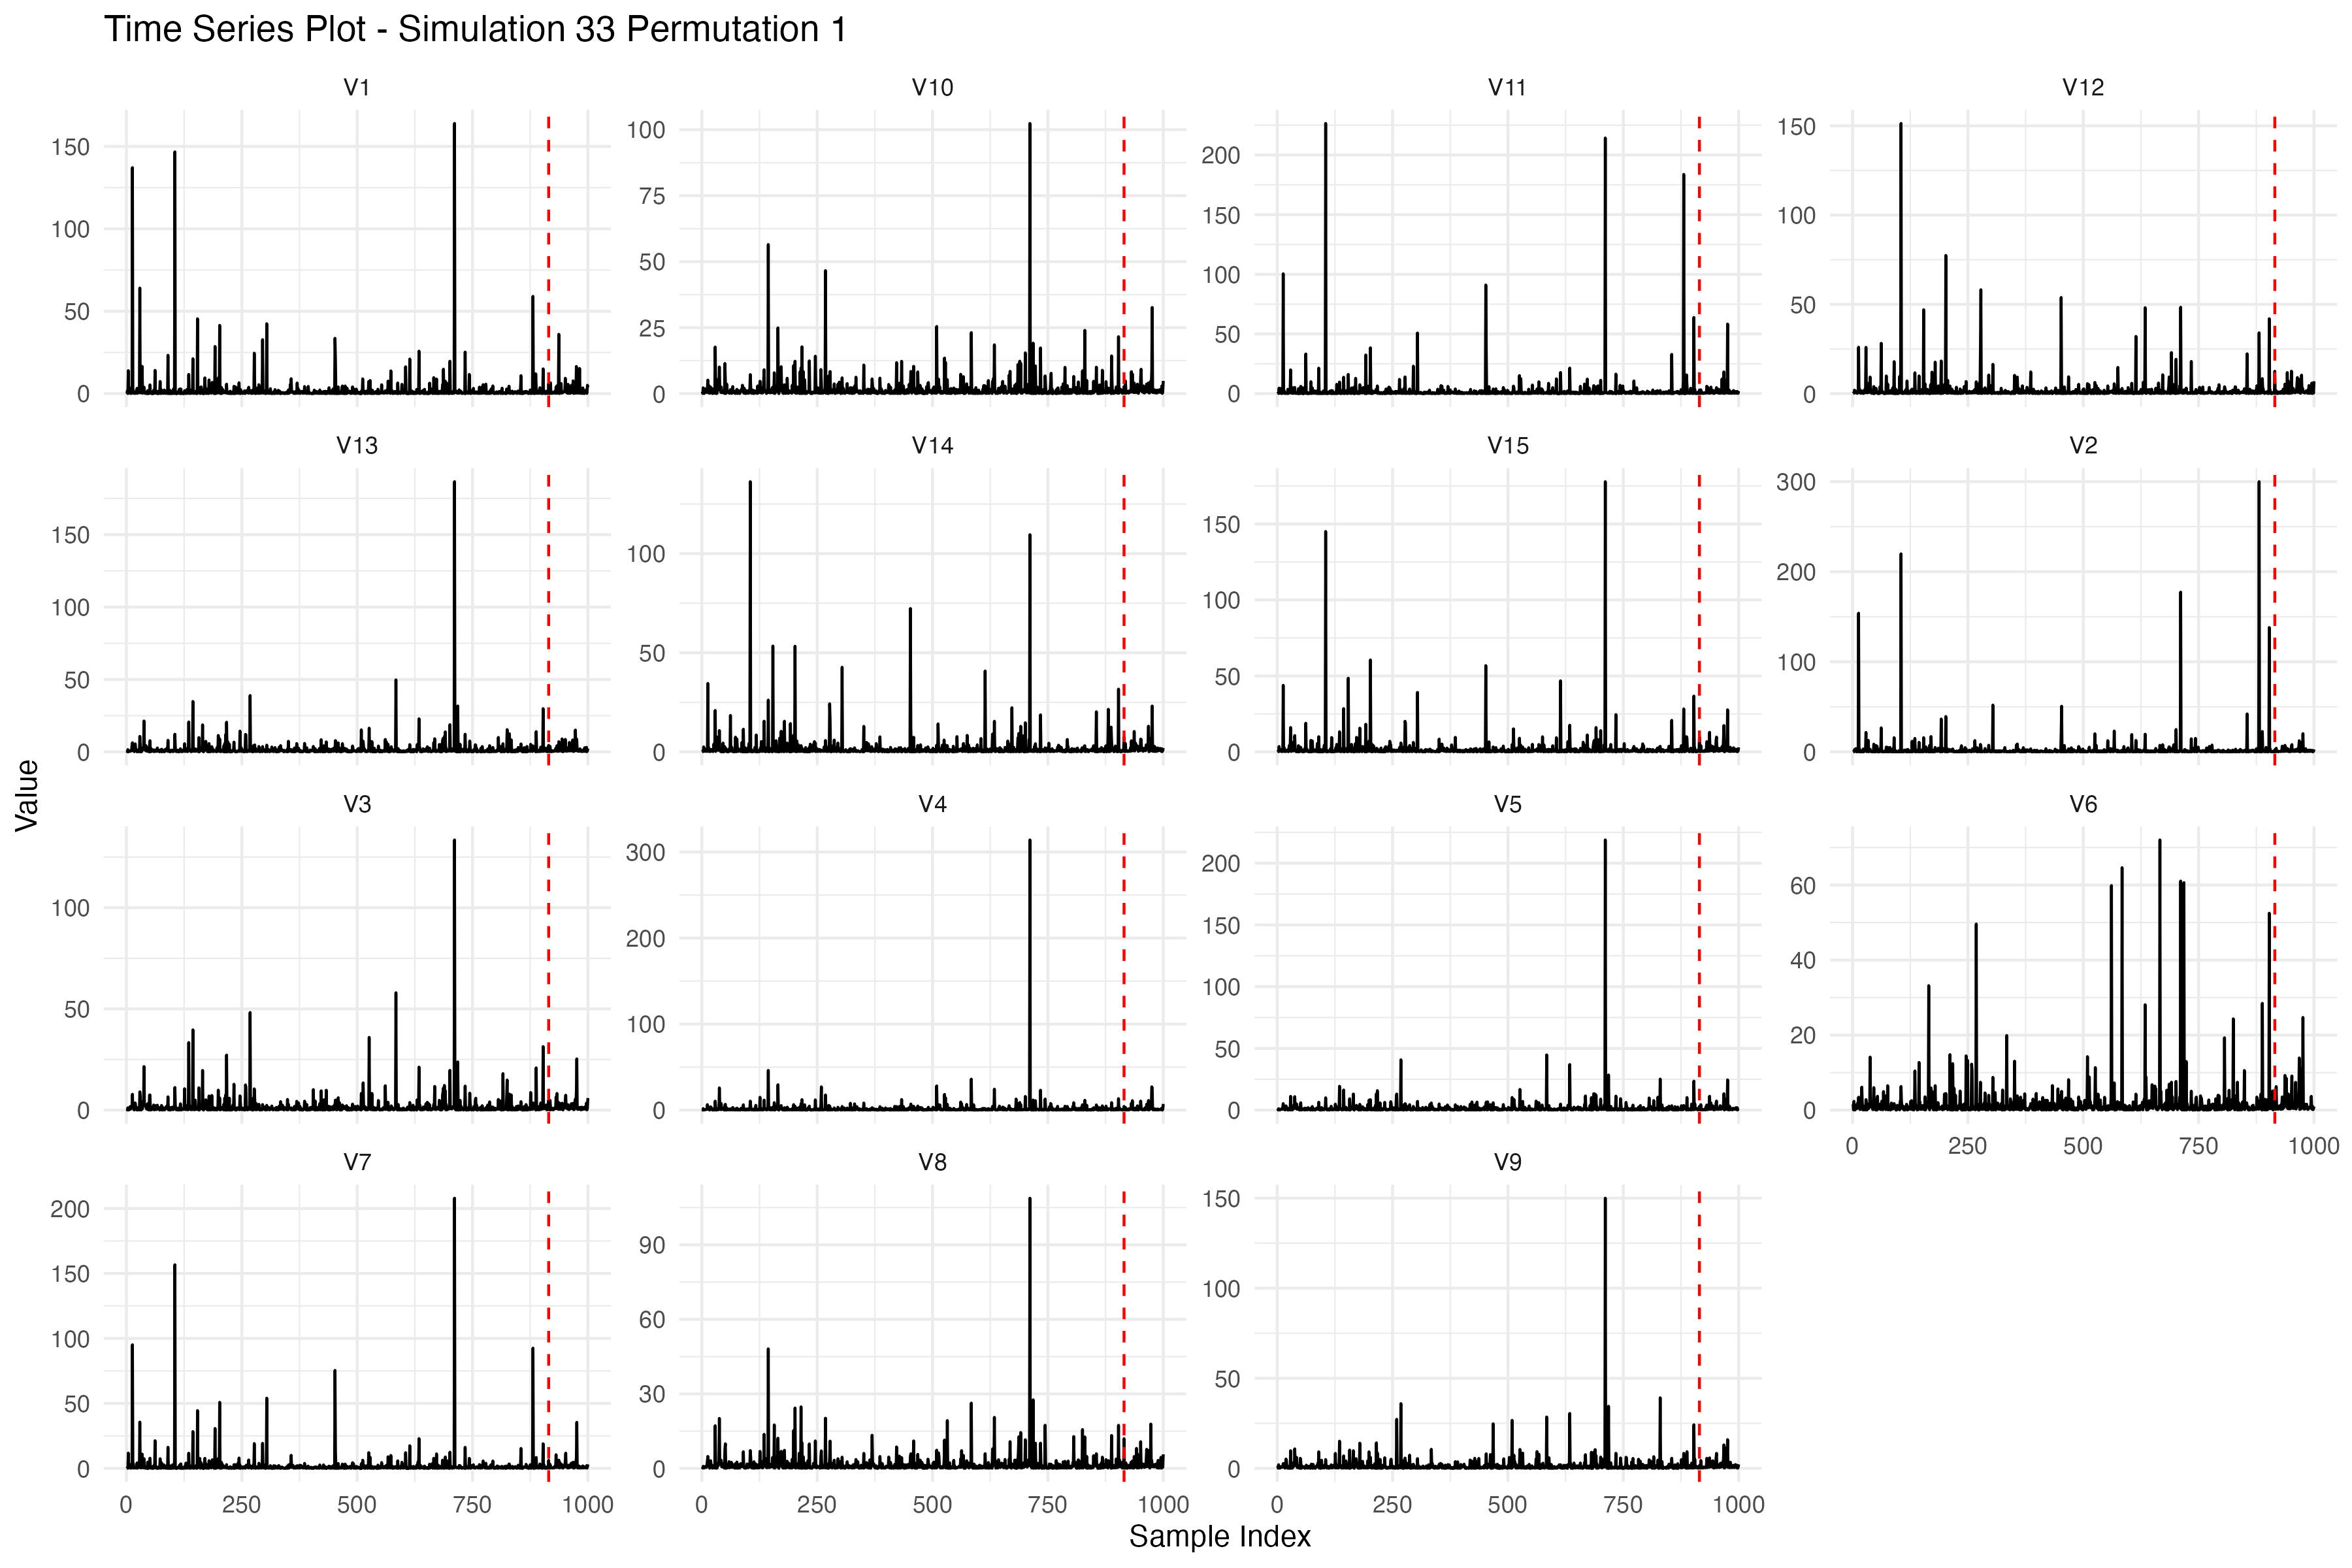 Time Series Plot - Simulation 33 Permutation 1
V1 V10 V11 V12
150 100 50 0
100 75 50 25 0
200 150 100 50 0
150 100 50 0
V13 V14 V15 V2
150 100 50 0
100 50 0
150 100 50 0
300 200 100 0
V3 V4 V5 V6
100 50 0
300 200 100 0
200 150 100 50 0
60 40 20 0
0 250 500 750 1000
V7 V8 V9
200 150 100 50 0
90 60 30 0
150 100 50 0
0 250 500 750 1000
0 250 500 750 1000
0 250 500 750 1000
Value
Sample Index